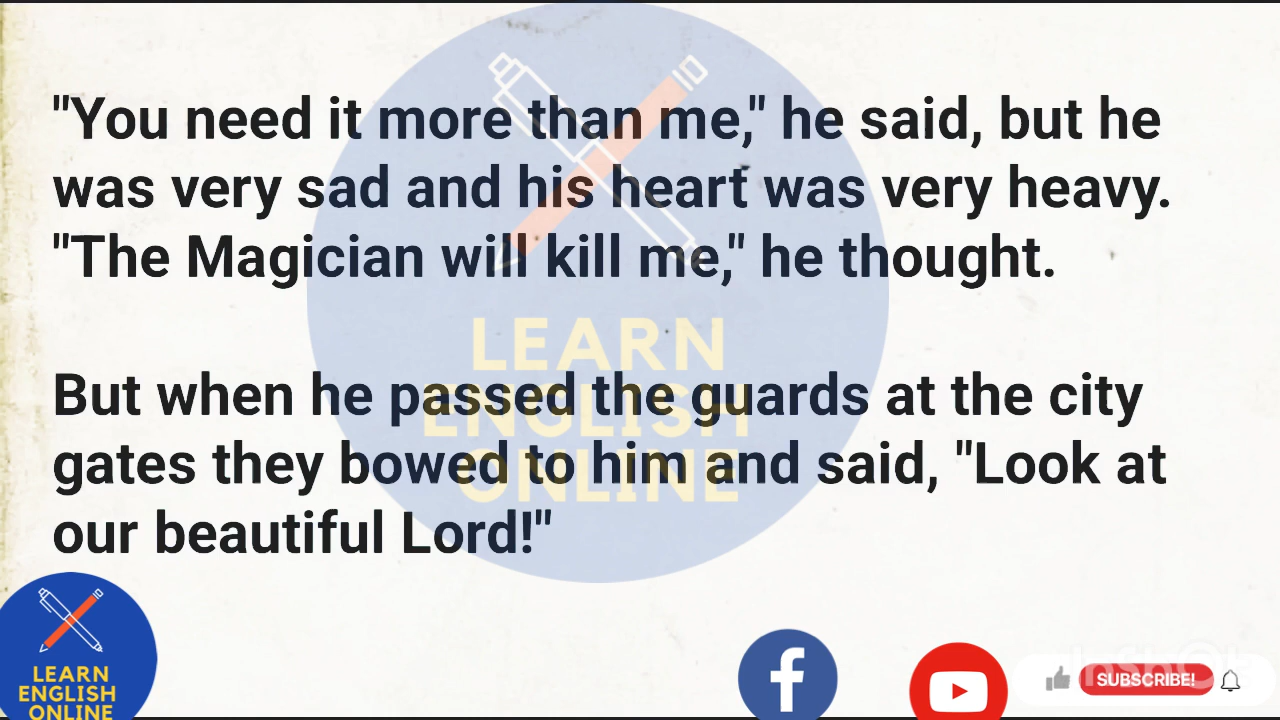 "You need it more than me," he said, but he
was very sad and his heart was very heavy.
"The Magician will kill me," he thought.
But when he passed the guards at the city
gates they bowed to him and said, "Look at
our beautiful Lord!"
LEARN
ENGLISH
ONLINE
LEARN
ENGLISH
ONLINE
SUBSCRIBE!